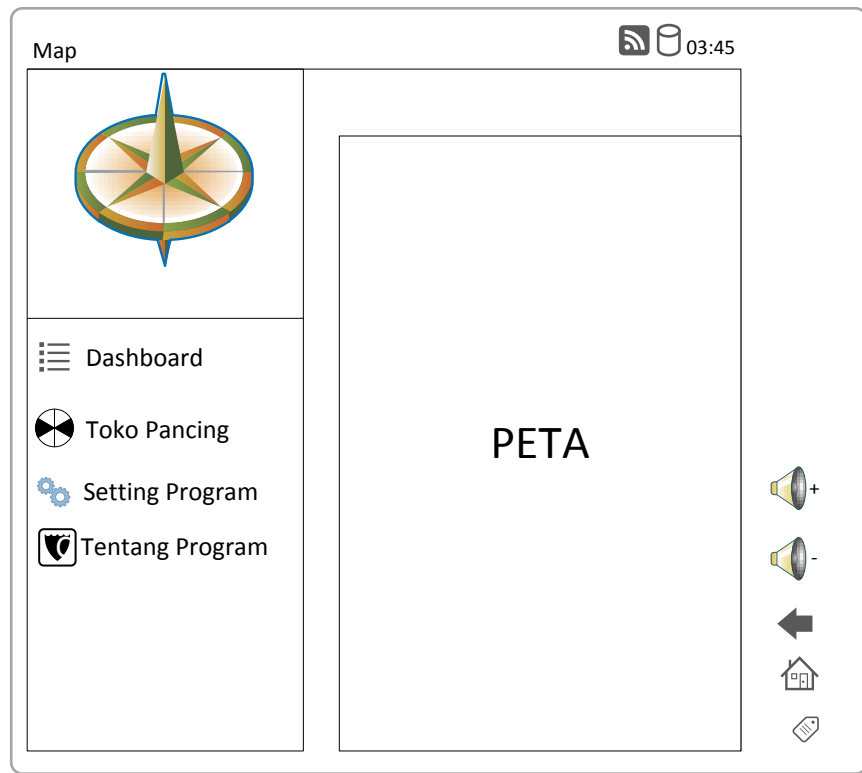 Map
03:45
Dashboard
Toko Pancing
Setting Program
Tentang Program
PETA
+
-